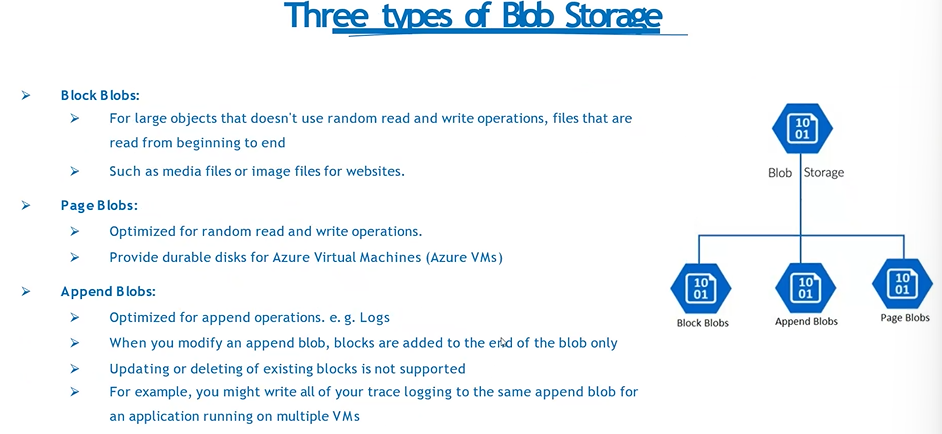 Three types of Blob Storage
➢ Block Blobs:
➢ For large objects that doesn't use random read and write operations, files that are
read from beginning to end
➢ Such as media files or image files for websites.
➢ Page Blobs:
➢ Optimized for random read and write operations.
➢ Provide durable disks for Azure Virtual Machines (Azure VMs)
➢ Append Blobs:
➢ Optimized for append operations. e. g. Logs
➢ When you modify an append blob, blocks are added to the end of the blob only
➢ Updating or deleting of existing blocks is not supported
➢ For example, you might write all of your trace logging to the same append blob for
an application running on multiple VMs
10
01
Blob Storage
10
01
Block Blobs
10
01
Append Blobs
10
01
Page Blobs